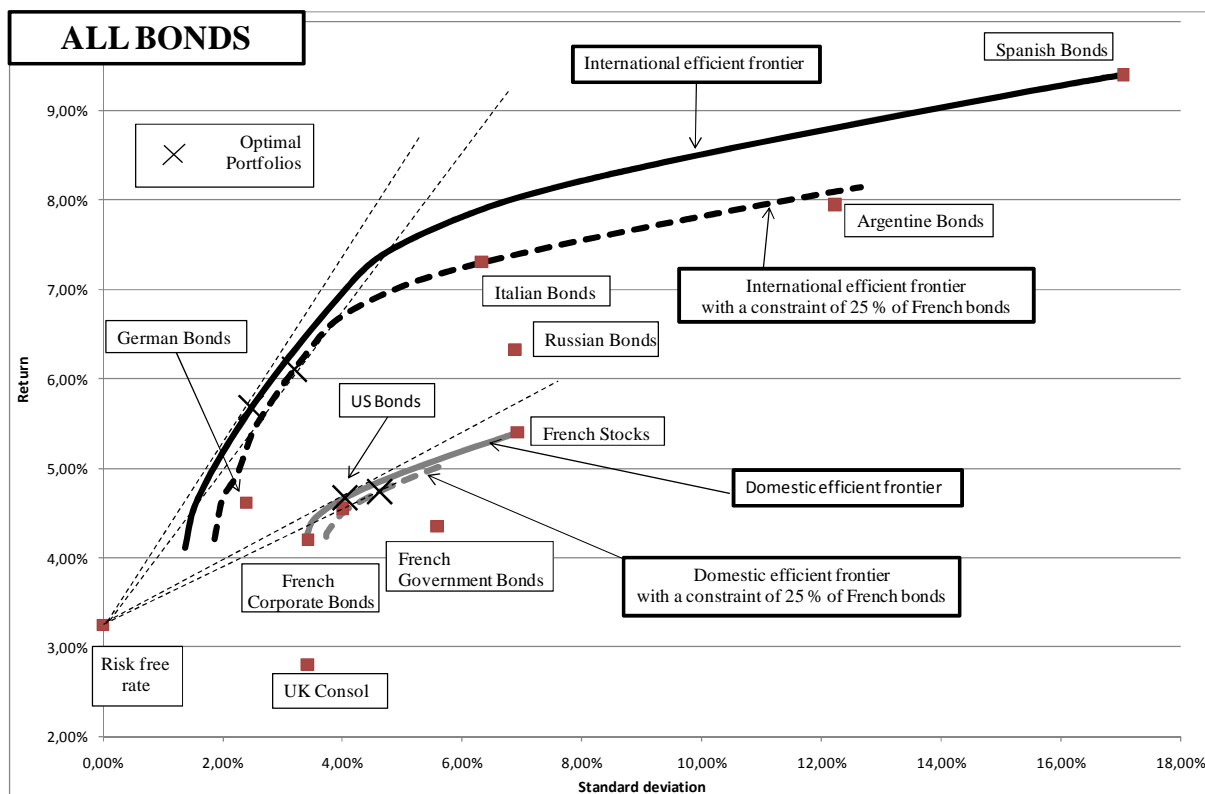 ALL BONDS
International efficient frontier
Spanish Bonds
Optimal
Portfolios
Argentine Bonds
International efficient frontier
with a constraint of 25 % of French bonds
Italian Bonds
German Bonds
Russian Bonds
US Bonds
French Stocks
Domestic efficient frontier
French
Government Bonds
French
Corporate Bonds
Domestic efficient frontier
with a constraint of 25 % of French bonds
Risk free
rate
UK Consol
Return
9,00%
8,00%
7,00%
6,00%
5,00%
4,00%
3,00%
2,00%
0,00%
2,00%
4,00%
6,00%
8,00%
10,00%
12,00%
14,00%
16,00%
18,00%
Standard deviation